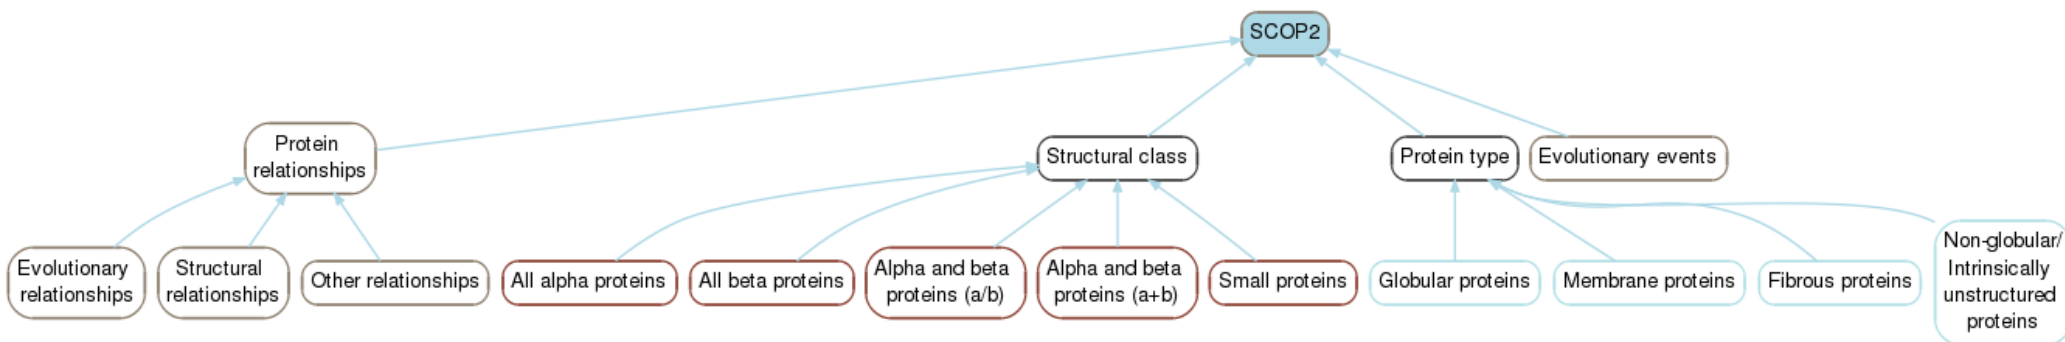 SCOP2
Protein
relationships
Structural class
Protein type
Evolutionary events
Evolutionary
relationships
Structural
relationships
Other relationships
All alpha proteins
All beta proteins
Alpha and beta
proteins (a/b)
Alpha and beta
proteins (a+b)
Small proteins
Globular proteins
Membrane proteins
Fibrous proteins
Non-globular/
Intrinsically
unstructured
proteins